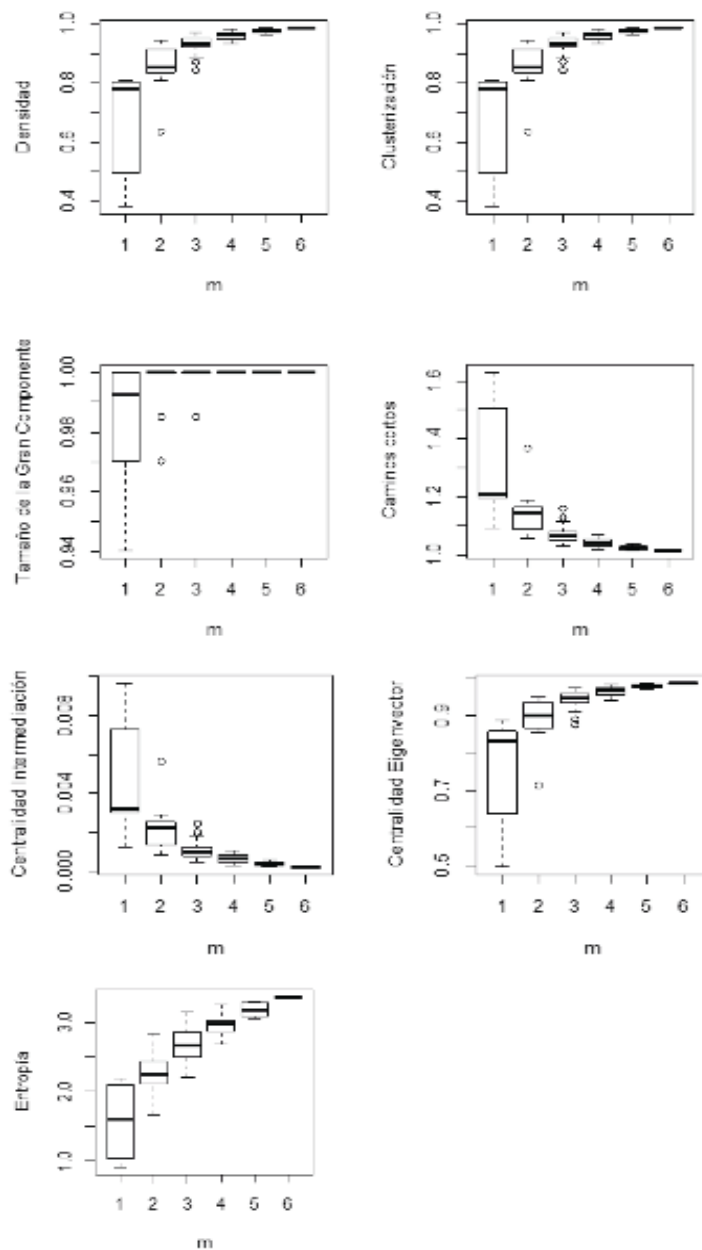 Densidad
0.4 0.6 0.8 1.0
1 2 3 4 5 6
m
Clusterización
0.4 0.6 0.8 1.0
1 2 3 4 5 6
m
Tamaño de la Gran Componente
0.94 0.96 0.98 1.00
1 2 3 4 5 6
m
Caminos cortos
1.0 1.2 1.4 1.6
1 2 3 4 5 6
m
Centralidad Intermediación
0.000 0.004 0.008
1 2 3 4 5 6
m
Centralidad Eigenvector
0.5 0.7 0.9
1 2 3 4 5 6
m
Entropía
1.0 2.0 3.0
1 2 3 4 5 6
m